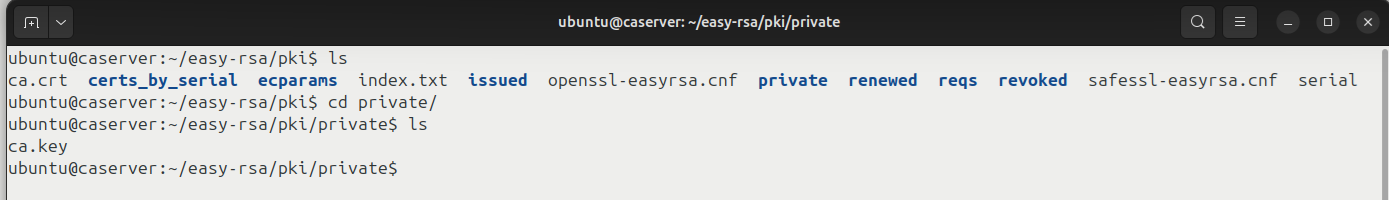 ubuntu@caserver: ~/easy-rsa/pki/private
ubuntu@caserver:~/easy-rsa/pki$ ls
ca.crt  certs_by_serial  ecparams  index.txt  issued  openssl-easyrsa.cnf  private  renewed  reqs  revoked  safessl-easyrsa.cnf  serial
ubuntu@caserver:~/easy-rsa/pki$ cd private/
ubuntu@caserver:~/easy-rsa/pki/private$ ls
ca.key
ubuntu@caserver:~/easy-rsa/pki/private$